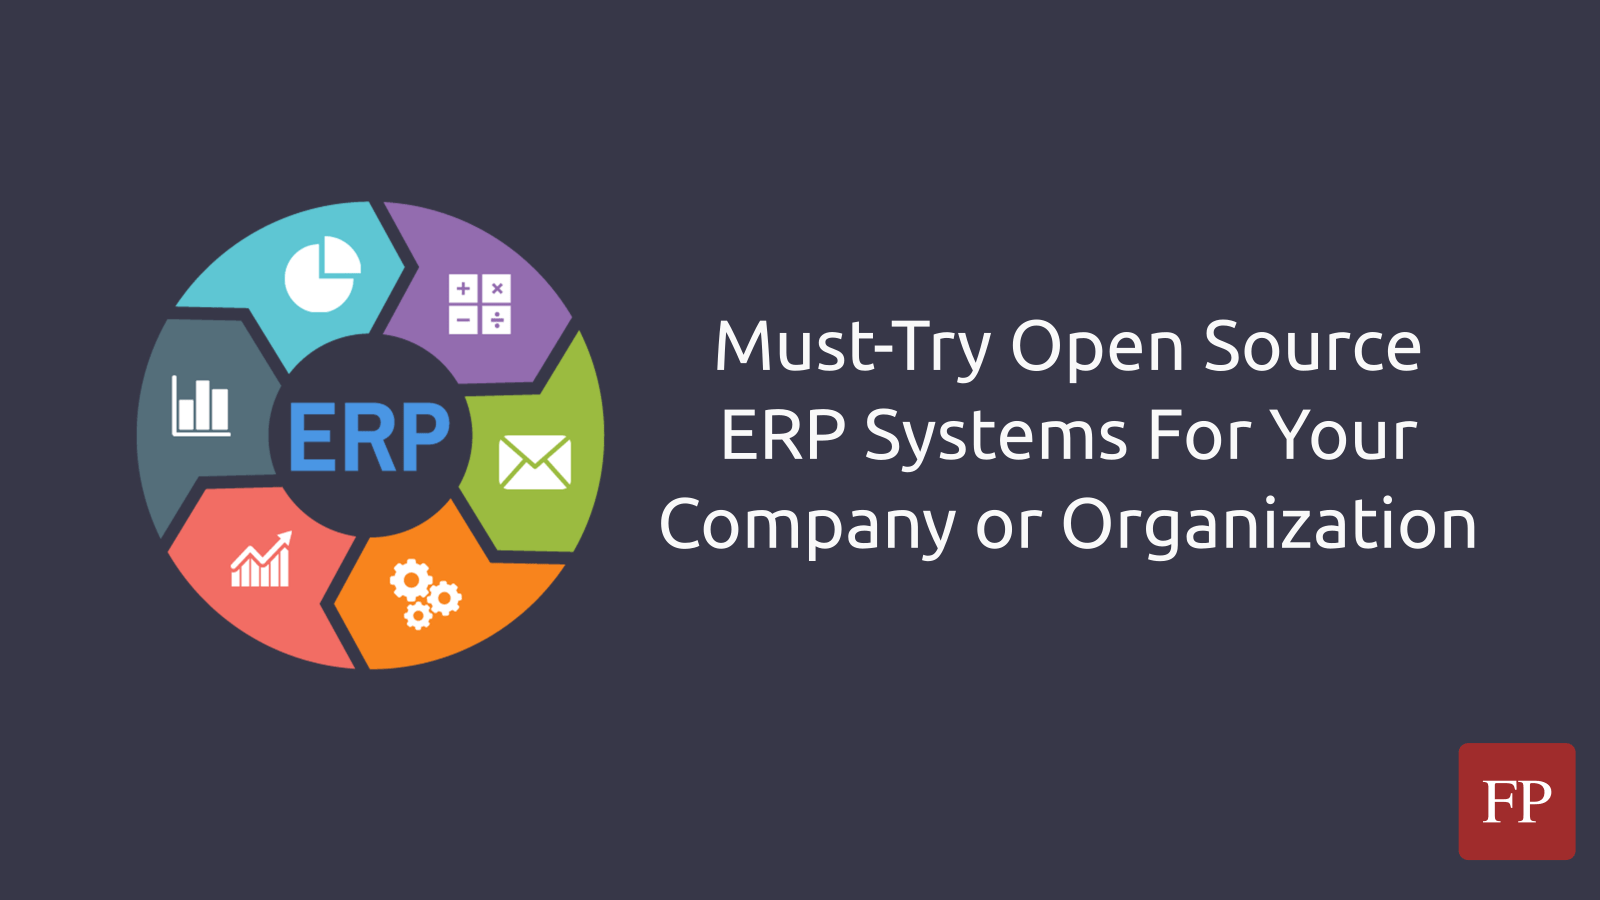 ERP
Must-Try Open Source
ERP Systems For Your
Company or Organization
FP